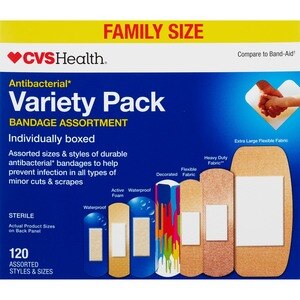 FAMILY SIZE
CVSHealth.
Compare to Band-Aid†
Antibacterial*
Variety Pack
BANDAGE ASSORTMENT
Individually boxed
Assorted sizes & styles of durable
antibacterial* bandages to help
prevent infection in all types of
minor cuts & scrapes
STERILE
Actual Product Sizes
on Back Panel
120
ASSORTED
STYLES & SIZES
Waterproof
Active
Foam
Waterproof
Decorated
Flexible
Fabric
Heavy Duty
Fabric**
Extra Large Flexible Fabric